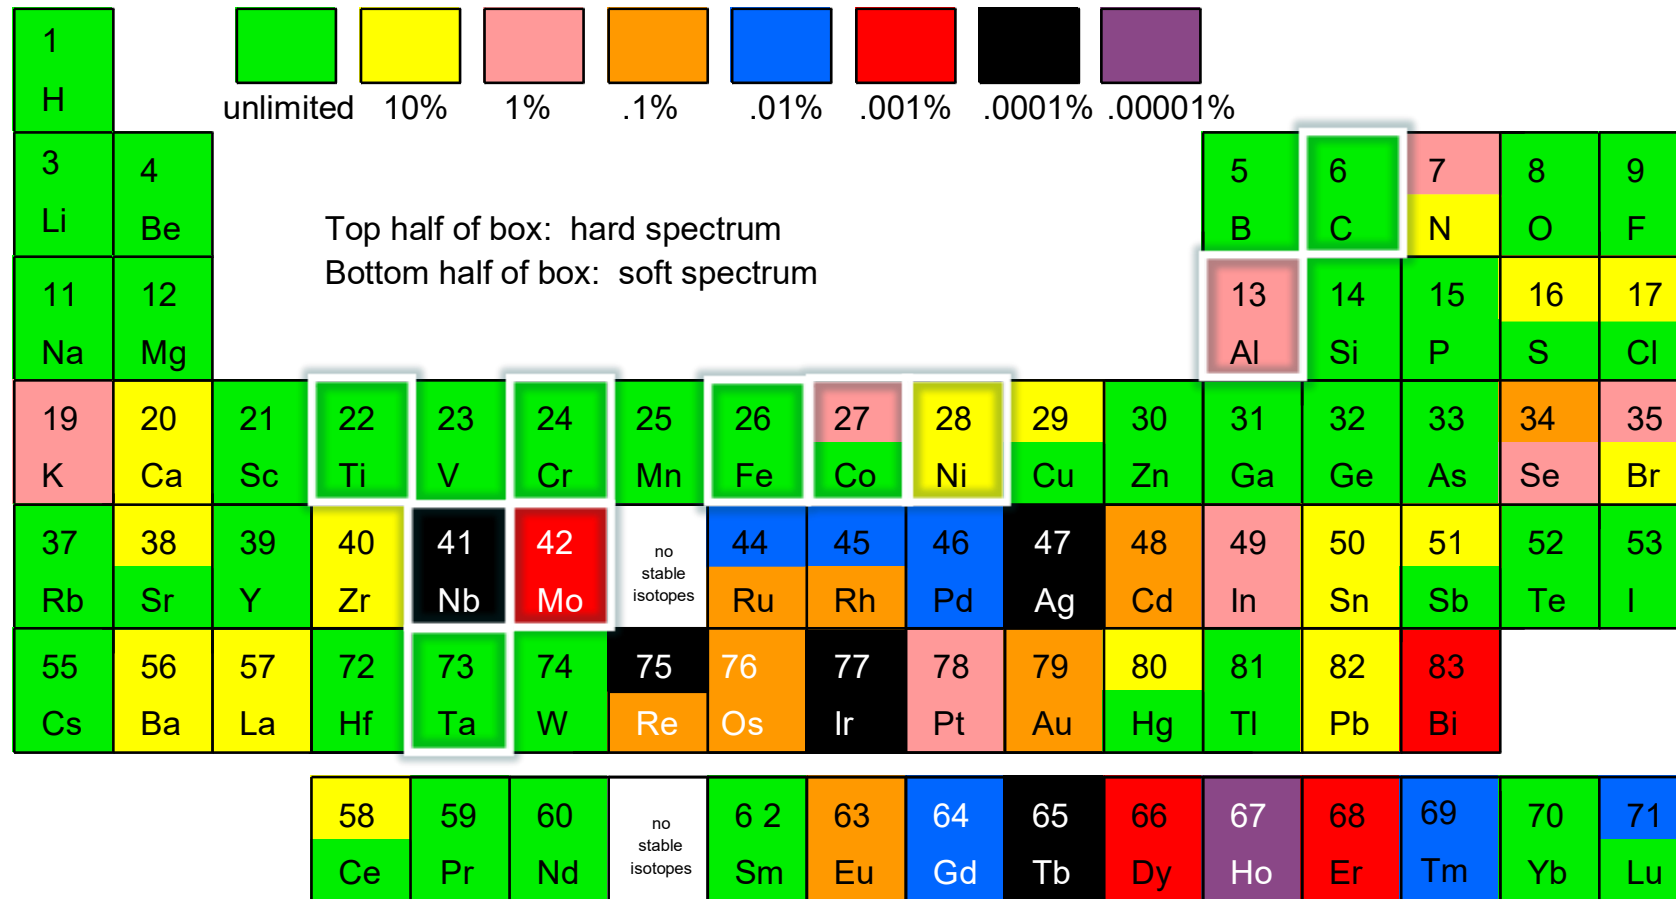 1
H
unlimited 10% 1% .1% .01% .001% .0001% .00001%
3 4 5 6 7 8 9
Li Be B C N O F
Top half of box: hard spectrum
Bottom half of box: soft spectrum
11 12 13 14 15 16 17
Na Mg Al Si P S Cl
19 20 21 22 23 24 25 26 27 28 29 30 31 32 33 34 35
K Ca Sc Ti V Cr Mn Fe Co Ni Cu Zn Ga Ge As Se Br
37 38 39 40 41 42 no stable isotopes 44 45 46 47 48 49 50 51 52 53
Rb Sr Y Zr Nb Mo Ru Rh Pd Ag Cd In Sn Sb Te I
55 56 57 72 73 74 75 76 77 78 79 80 81 82 83
Cs Ba La Hf Ta W Re Os Ir Pt Au Hg Tl Pb Bi
58 59 60 no stable isotopes 6 2 63 64 65 66 67 68 69 70 71
Ce Pr Nd Sm Eu Gd Tb Dy Ho Er Tm Yb Lu